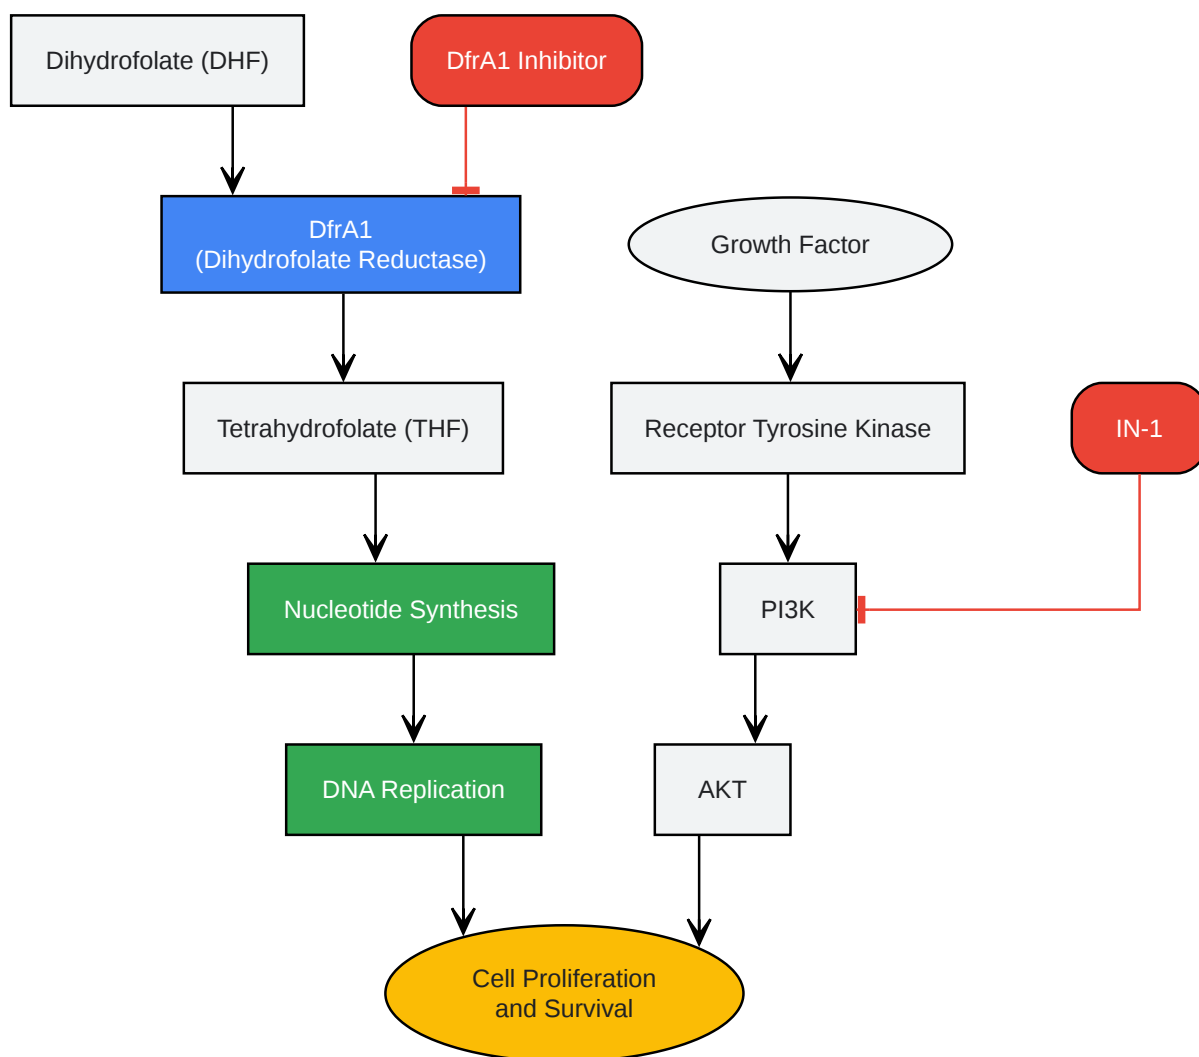 Dihydrofolate (DHF)
DfrA1 Inhibitor
DfrA1
(Dihydrofolate Reductase)
Growth Factor
Tetrahydrofolate (THF)
Receptor Tyrosine Kinase
IN-1
Nucleotide Synthesis
PI3K
DNA Replication
AKT
Cell Proliferation
and Survival